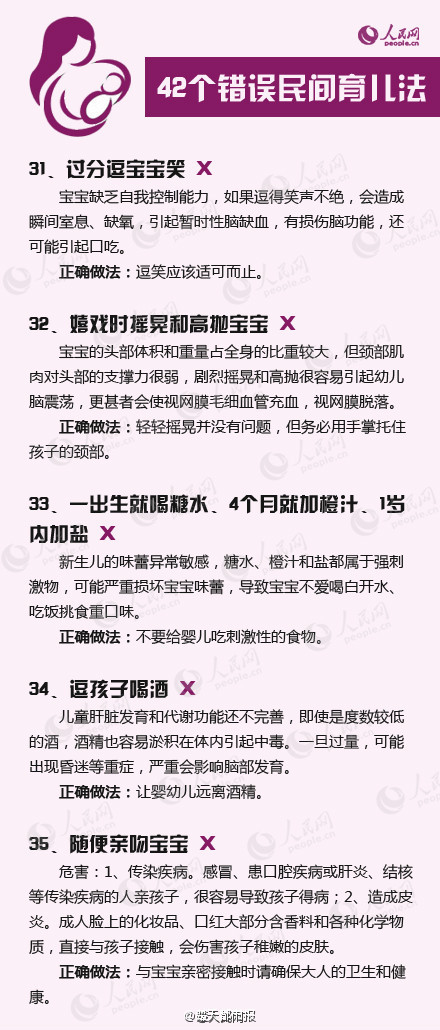 人民网
people.cn
42个错误民间育儿法
31、过分逗宝宝笑 X
宝宝缺乏自我控制能力，如果逗得笑声不绝，会造成
瞬间窒息、缺氧，引起暂时性脑缺血，有损伤脑功能，还
可能引起口吃。
正确做法：逗笑应该适可而止。
32、嬉戏时摇晃和高抛宝宝 X
宝宝的头部体积和重量占全身的比重较大，但颈部肌
肉对头部的支撑力很弱，剧烈摇晃和高抛很容易引起幼儿
脑震荡，更甚者会使视网膜毛细血管充血，视网膜脱落。
正确做法：轻轻摇晃并没有问题，但务必用手掌托住
孩子的颈部。
33、一出生就喝糖水、4个月就加橙汁、1岁
内加盐 X
新生儿的味蕾异常敏感，糖水、橙汁和盐都属于强刺
激物，可能严重损坏宝宝味蕾，导致宝宝不爱喝白开水、
吃饭挑食重口味。
正确做法：不要给婴儿吃刺激性的食物。
34、逗孩子喝酒 X
儿童肝脏发育和代谢功能还不完善，即使是度数较低
的酒，酒精也容易淤积在体内引起中毒。一旦过量，可能
出现昏迷等重症，严重会影响脑部发育。
正确做法：让婴幼儿远离酒精。
35、随便亲吻宝宝 X
危害：1、传染疾病。感冒、患口腔疾病或肝炎、结核
等传染疾病的人亲孩子，很容易导致孩子得病；2、造成皮
炎。成人脸上的化妆品、口红大部分含香料和各种化学物
质，直接与孩子接触，会伤害孩子稚嫩的皮肤。
正确做法：与宝宝亲密接触时请确保大人的卫生和健
康。